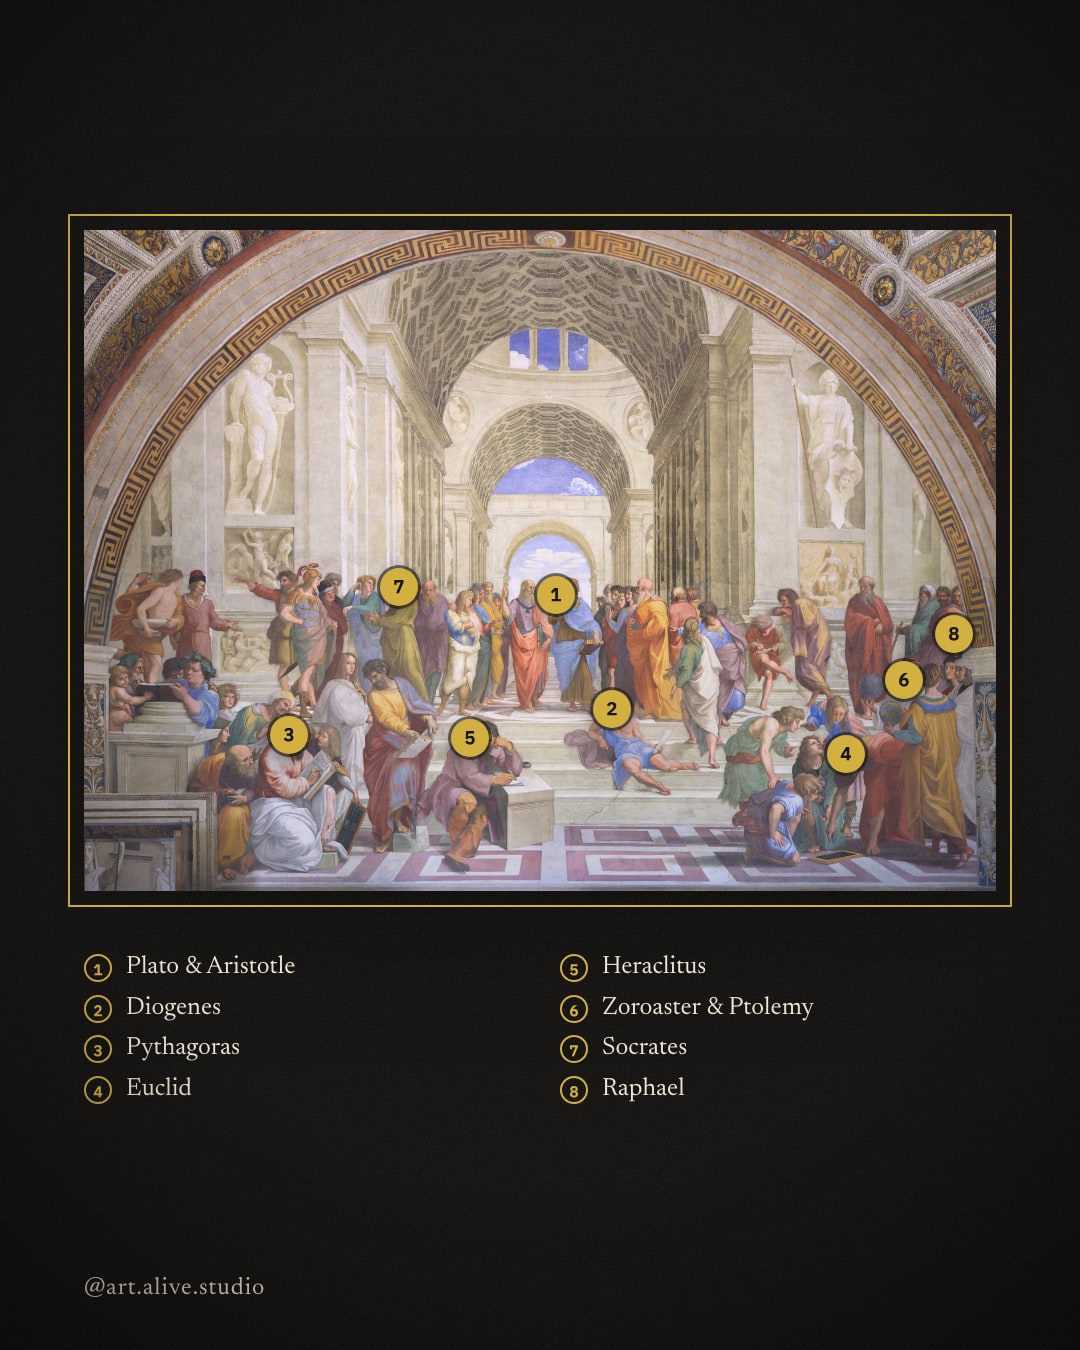 7
1
8
6
2
3
5
4
1 Plato & Aristotle
2 Diogenes
3 Pythagoras
4 Euclid
5 Heraclitus
6 Zoroaster & Ptolemy
7 Socrates
8 Raphael
@art.alive.studio